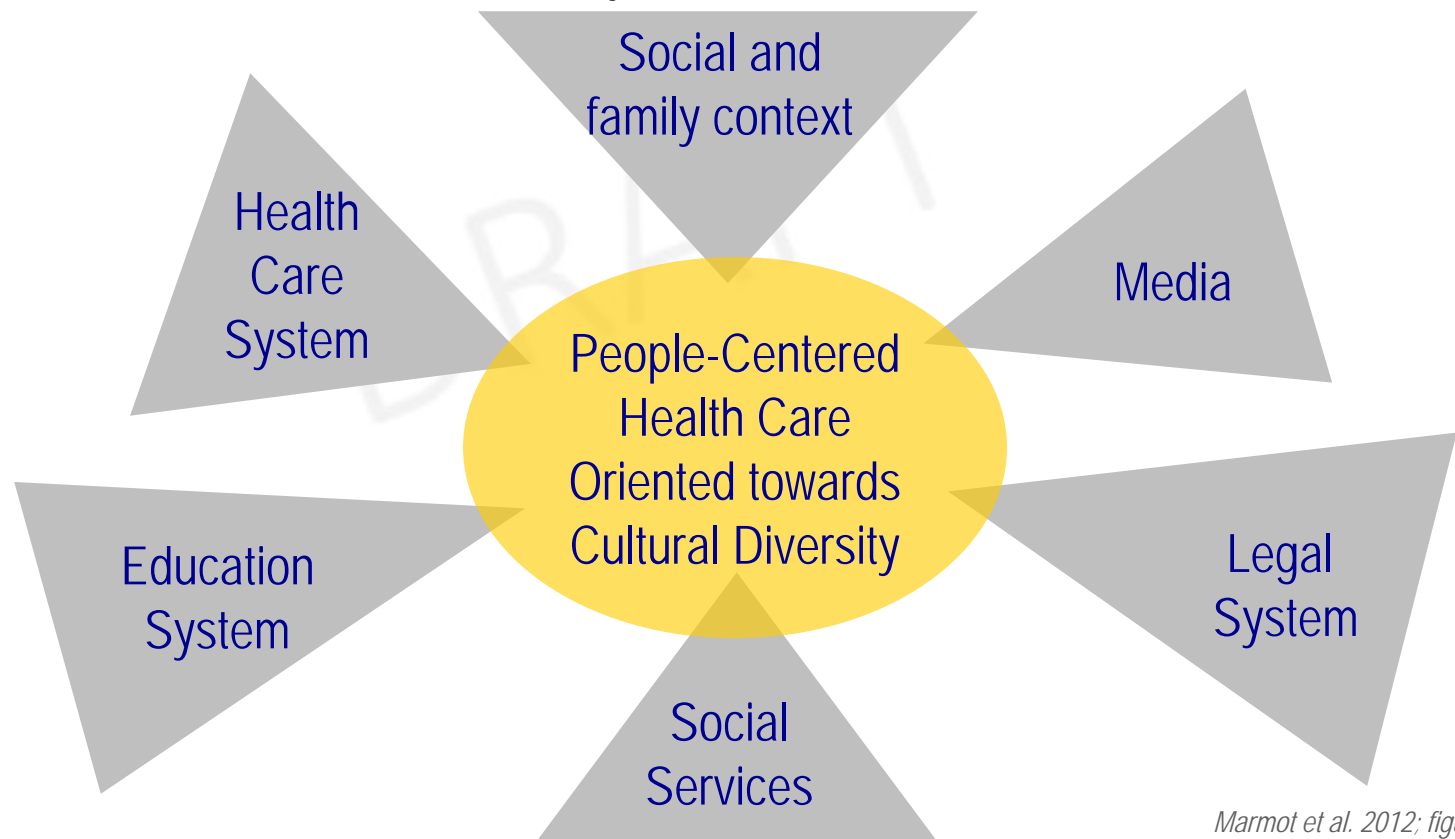 Social and
family context
Health
Care
System
Media
People-Centered
Health Care
Oriented towards
Cultural Diversity
Education
System
Legal
System
Social
Services
Marmot et al. 2012;
DRAFT